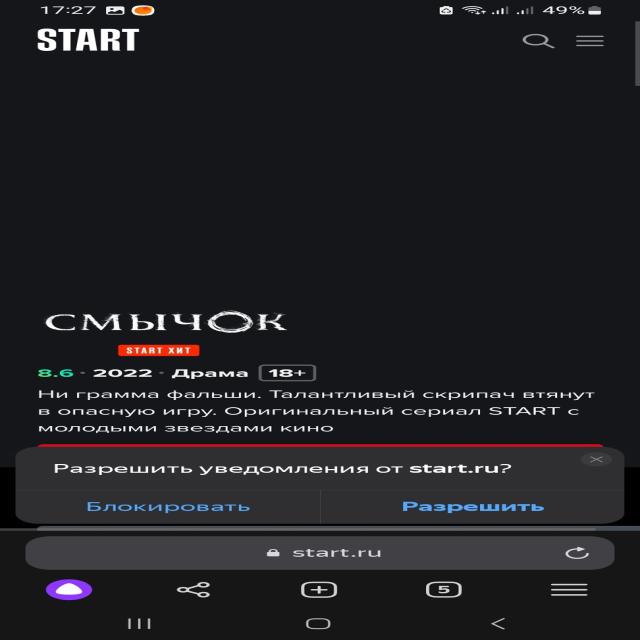 17:27
49%
START
СМЫЧОК
START ХИТ
8.6 · 2022 · Драма 18+
Ни грамма фальши. Талантливый скрипач втянут
в опасную игру. Оригинальный сериал START с
молодыми звездами кино
Разрешить уведомления от start.ru?
Блокировать Разрешить
start.ru
5